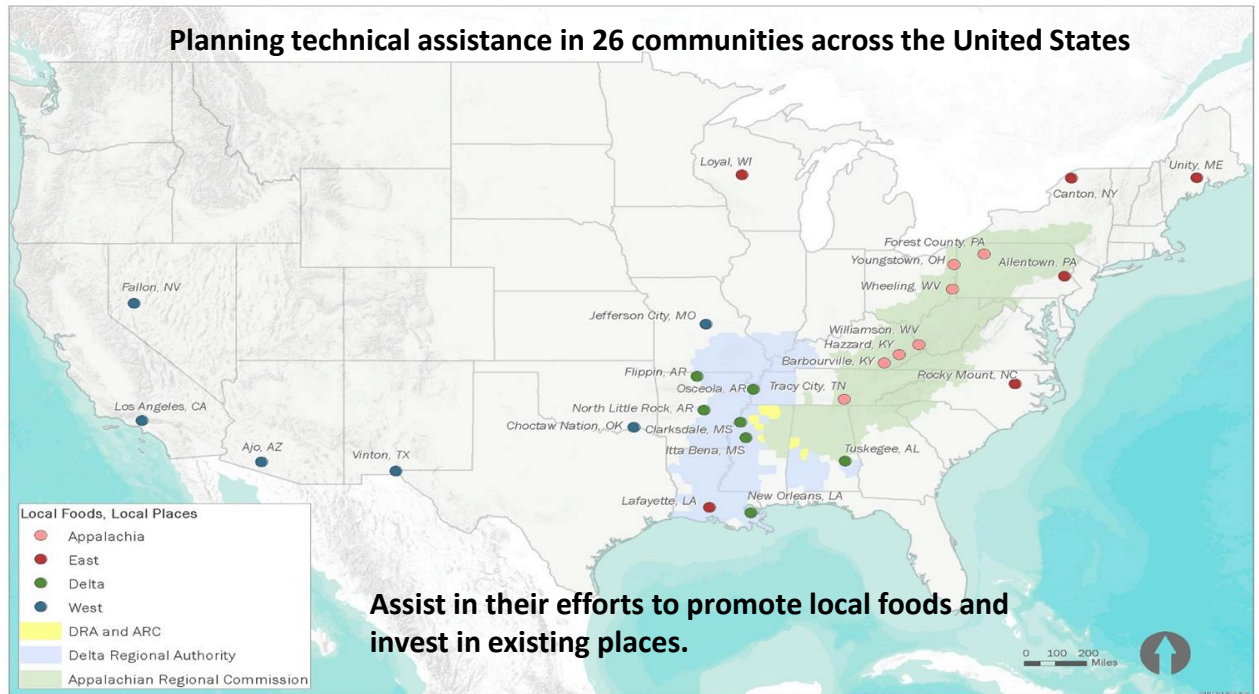 Planning technical assistance in 26 communities across the United States
Loyal, WI
Unity, ME
Canton, NY
Forest County, PA
Youngstown, OH
Allentown, PA
Wheeling, WV
Fallon, NV
Jefferson City, MO
Williamson, WV
Hazzard, KY
Barbourville, KY
Flippin, AR
Osceola, AR
Tracy City, TN
Rocky Mount, NC
Los Angeles, CA
North Little Rock, AR
Choctaw Nation, OK
Clarksdale, MS
Ajo, AZ
Vinton, TX
Itta Bena, MS
Tuskegee, AL
Lafayette, LA
New Orleans, LA
Local Foods, Local Places
Appalachia
East
Delta
West
DRA and ARC
Delta Regional Authority
Appalachian Regional Commission
Assist in their efforts to promote local foods and
invest in existing places.
0 100 200
Miles